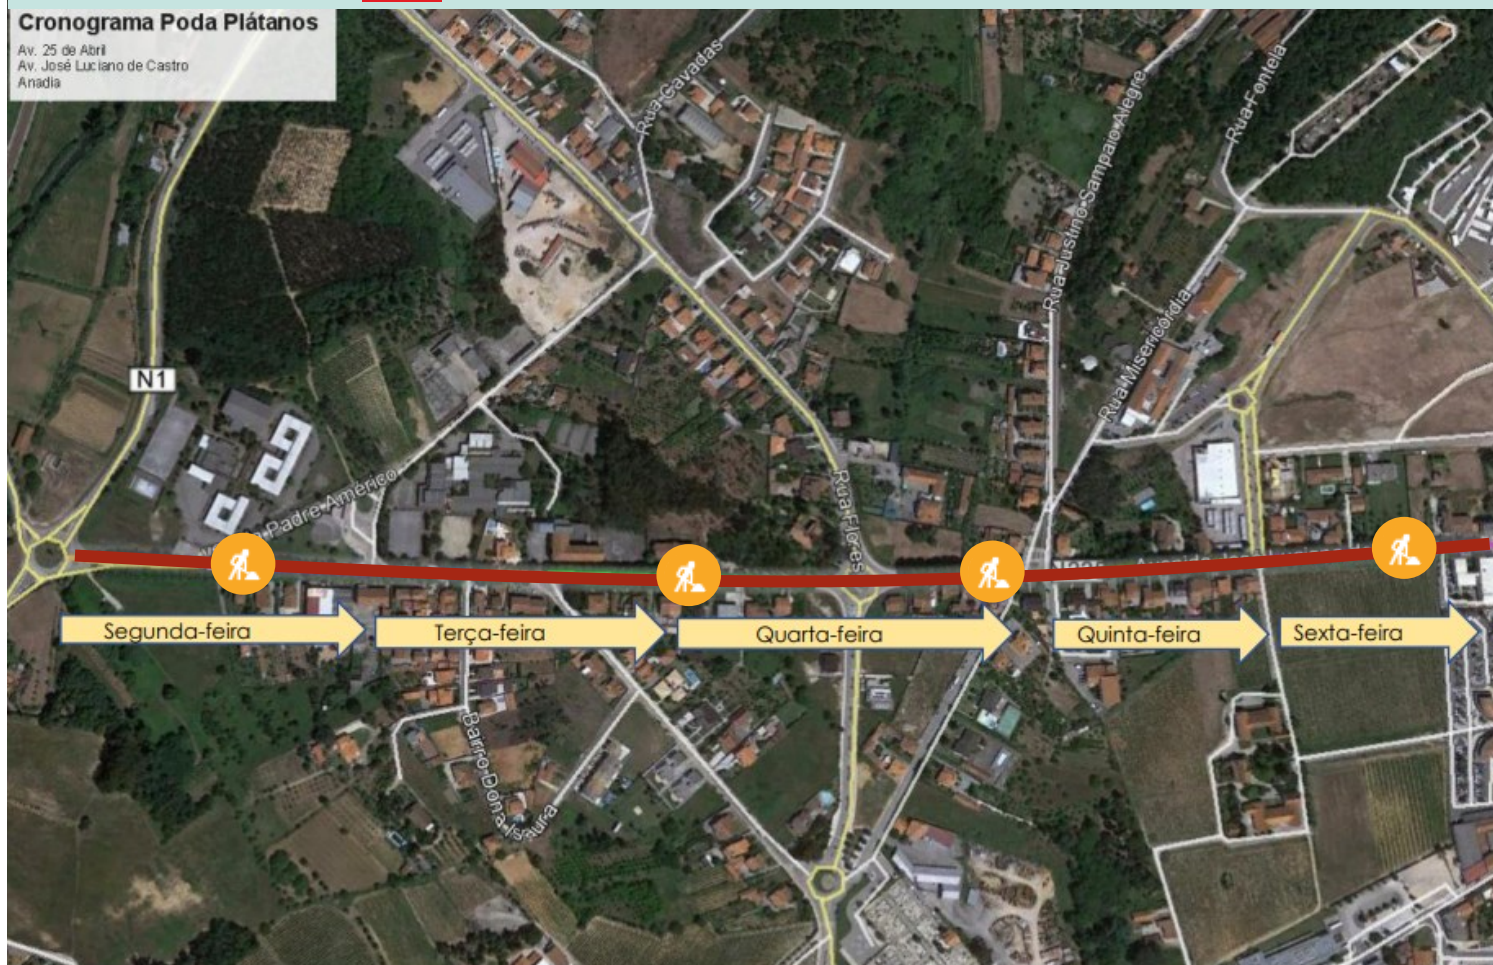 Cronograma Poda Plátanos
Av. 25 de Abril
Av. José Luciano de Castro
Anadia
Rua Cavadas
Rua Fontela
Rua Justino Sampaio Alegre
Rua Misericórdia
N1
Padre Américo
Rua Flores
Segunda-feira
Terça-feira
Quarta-feira
Quinta-feira
Sexta-feira
Bairro Dona Isaura